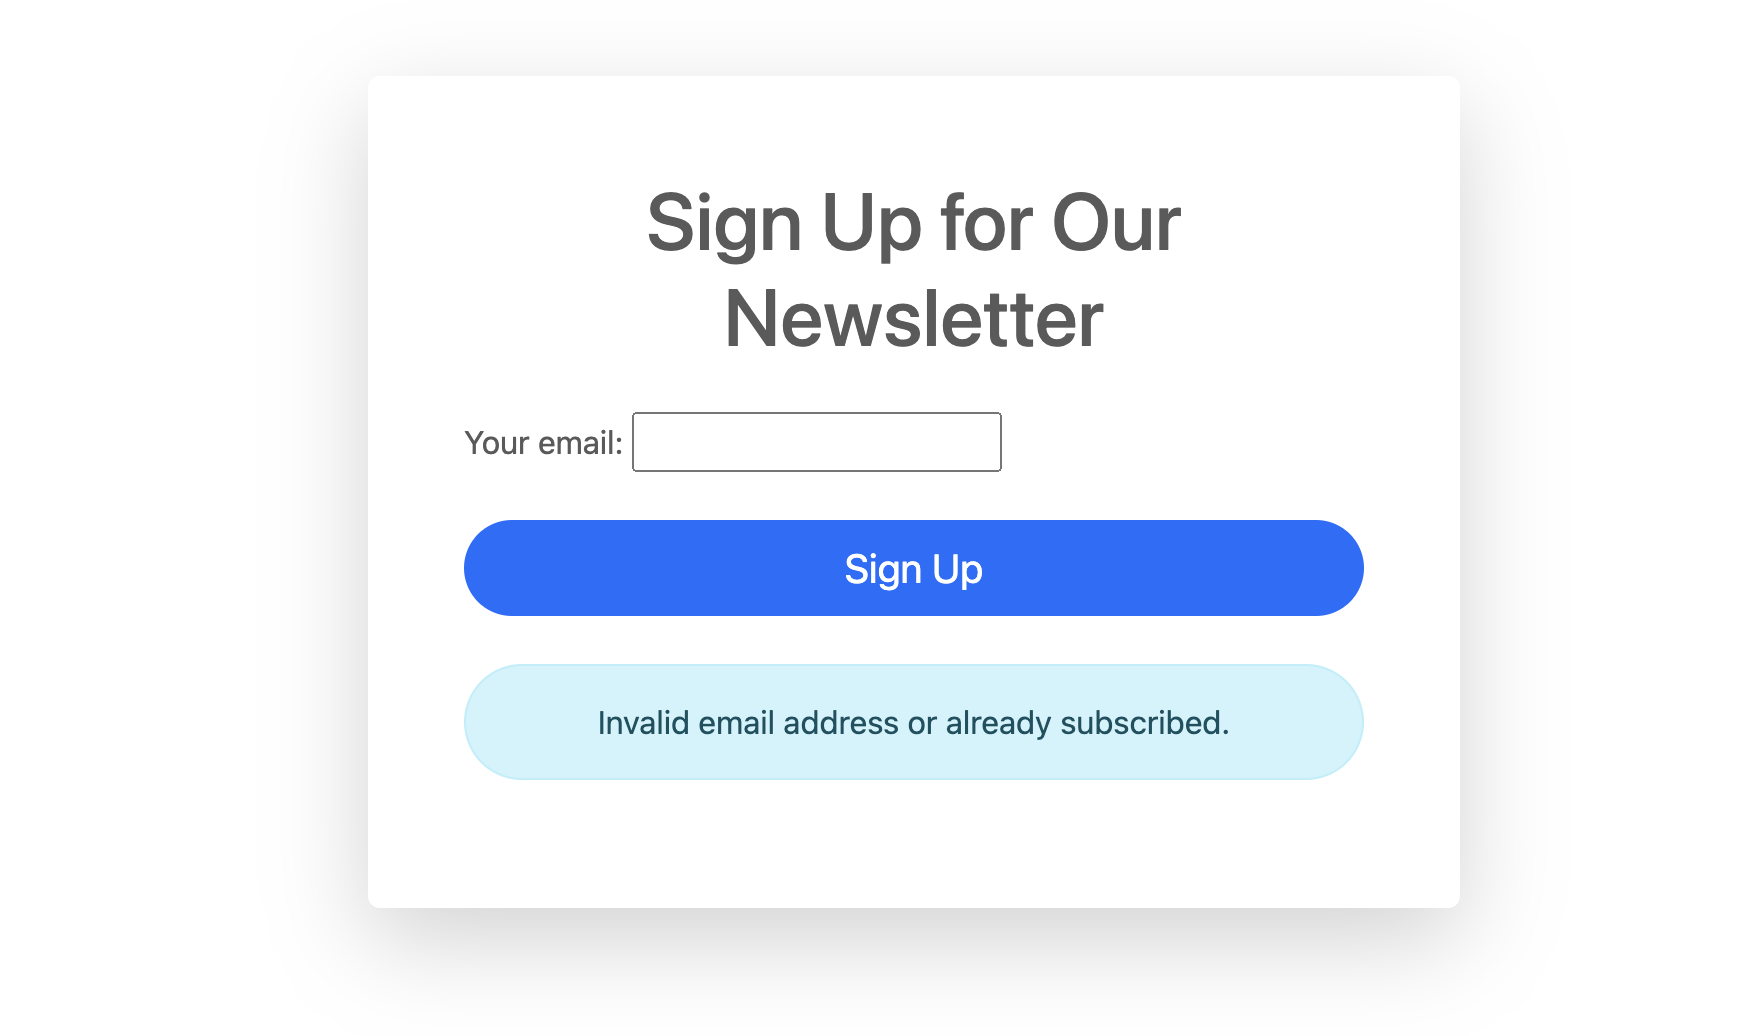 Sign Up for Our
Newsletter
Your email:
Sign Up
Invalid email address or already subscribed.